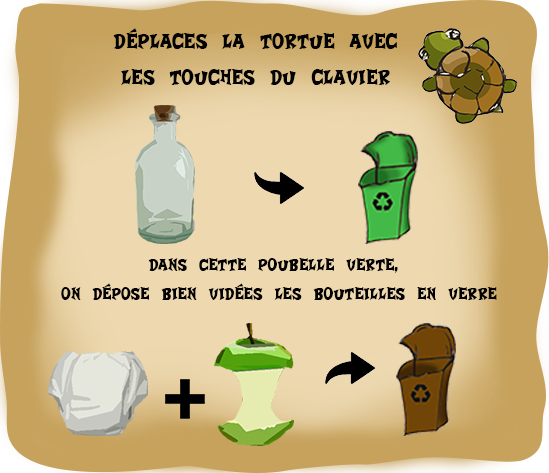 DÉPLACES LA TORTUE AVEC
LES TOUCHES DU CLAVIER
DANS CETTE POUBELLE VERTE,
ON DÉPOSE BIEN VIDÉES LES BOUTEILLES EN VERRE
+